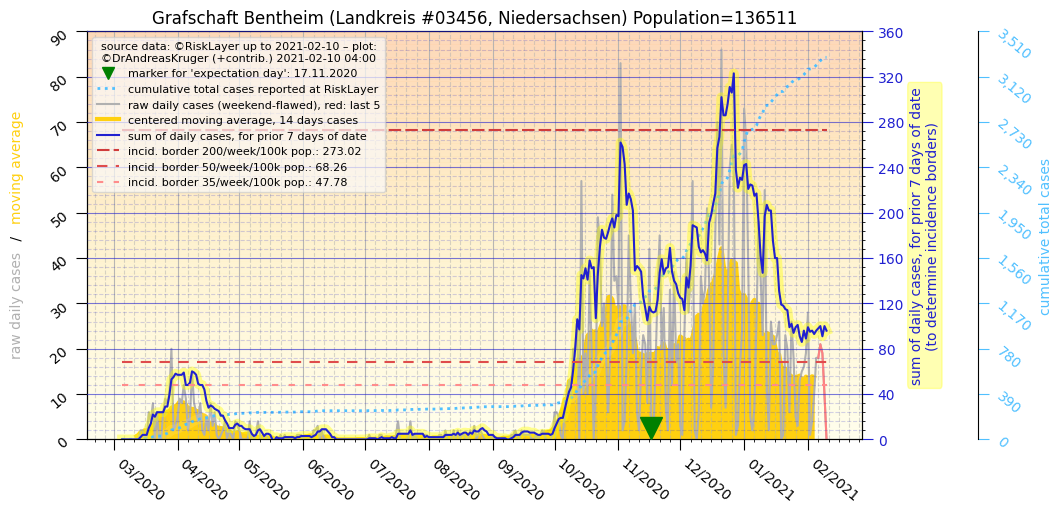 Grafschaft Bentheim (Landkreis #03456, Niedersachsen) Population=136511
source data: ©RiskLayer up to 2021-02-10 – plot:
©DrAndreasKruger (+contrib.) 2021-02-10 04:00
marker for 'expectation day': 17.11.2020
cumulative total cases reported at RiskLayer
raw daily cases (weekend-flawed), red: last 5
centered moving average, 14 days cases
sum of daily cases, for prior 7 days of date
incid. border 200/week/100k pop.: 273.02
incid. border 50/week/100k pop.: 68.26
incid. border 35/week/100k pop.: 47.78
raw daily cases / moving average
90
80
70
60
50
40
30
20
10
0
03/2020
04/2020
05/2020
06/2020
07/2020
08/2020
09/2020
10/2020
11/2020
12/2020
01/2021
02/2021
360
320
280
240
200
160
120
80
40
0
sum of daily cases, for prior 7 days of date
(to determine incidence borders)
3,510
3,120
2,730
2,340
1,950
1,560
1,170
780
390
0
cumulative total cases